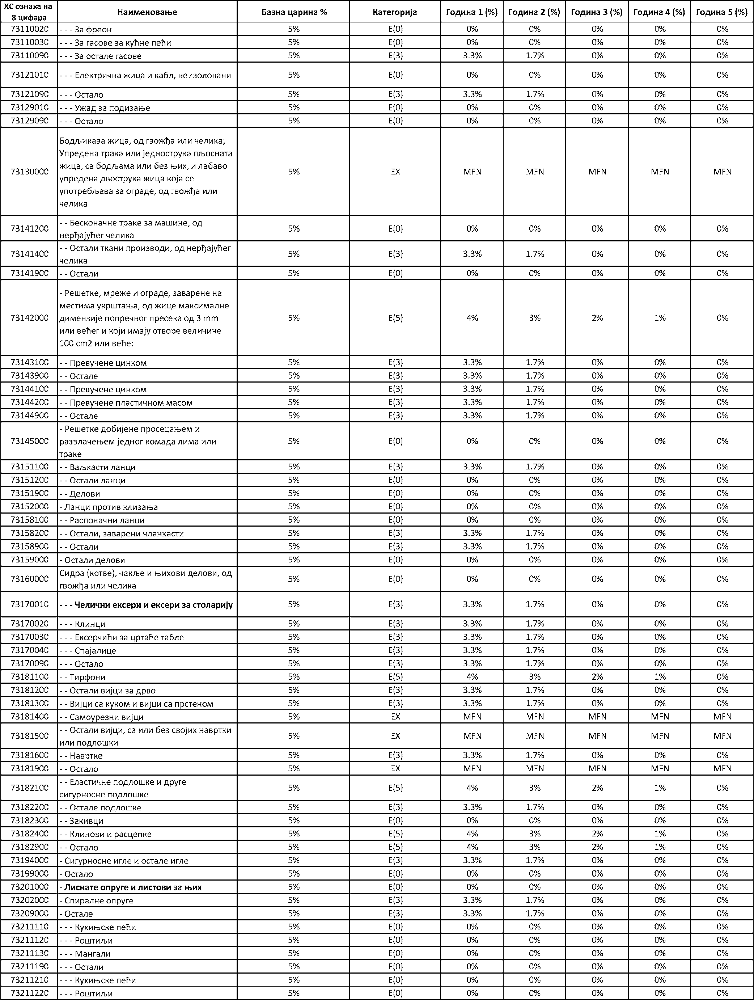 ХС ознака на 8 цифара	Наименовање	Базна царина %	Категорија	Година 1 (%)	Година 2 (%)	Година 3 (%)	Година 4 (%)	Година 5 (%)
73110020	- - - За фреон	5%	E(0)	0%	0%	0%	0%	0%
73110030	- - - За гасове за кућне пећи	5%	E(0)	0%	0%	0%	0%	0%
73110090	- - - За остале гасове	5%	E(3)	3.3%	1.7%	0%	0%	0%
73121010	- - - Електрична жица и кабл, неизоловани	5%	E(0)	0%	0%	0%	0%	0%
73121090	- - - Остало	5%	E(3)	3.3%	1.7%	0%	0%	0%
73129010	- - - Ужад за подизање	5%	E(0)	0%	0%	0%	0%	0%
73129090	- - - Остало	5%	E(0)	0%	0%	0%	0%	0%
73130000	Бодљикава жица, од гвожђа или челика;
Упредена трака или једнострука пљосната
жица, са бодљама или без њих, и лабаво
упредена двострука жица која се
употребљава за ограде, од гвожђа или
челика	5%	EX	MFN	MFN	MFN	MFN	MFN
73141200	- - Бесконачне траке за машине, од
нерђајућег челика	5%	E(0)	0%	0%	0%	0%	0%
73141400	- - Остали ткани производи, од нерђајућег
челика	5%	E(3)	3.3%	1.7%	0%	0%	0%
73141900	- - Остали	5%	E(0)	0%	0%	0%	0%	0%
73142000	- Решетке, мреже и ограде, заварене на
местима укрштања, од жице максималне
димензије попречног пресека од 3 mm
или већег и који имају отворе величине
100 cm2 или веће:	5%	E(5)	4%	3%	2%	1%	0%
73143100	- - Превучене цинком	5%	E(3)	3.3%	1.7%	0%	0%	0%
73143900	- - Остале	5%	E(3)	3.3%	1.7%	0%	0%	0%
73144100	- - Превучене цинком	5%	E(3)	3.3%	1.7%	0%	0%	0%
73144200	- - Превучене пластичном масом	5%	E(3)	3.3%	1.7%	0%	0%	0%
73144900	- - Остале	5%	E(3)	3.3%	1.7%	0%	0%	0%
73145000	- Решетке добијене просецањем и
развлачењем једног комада лима или
траке	5%	E(0)	0%	0%	0%	0%	0%
73151100	- - Ваљкасти ланци	5%	E(3)	3.3%	1.7%	0%	0%	0%
73151200	- - Остали ланци	5%	E(0)	0%	0%	0%	0%	0%
73151900	- - Делови	5%	E(0)	0%	0%	0%	0%	0%
73152000	- Ланци против клизања	5%	E(0)	0%	0%	0%	0%	0%
73158100	- - Распоначни ланци	5%	E(0)	0%	0%	0%	0%	0%
73158200	- - Остали, заварени чланкасти	5%	E(3)	3.3%	1.7%	0%	0%	0%
73158900	- - Остали	5%	E(3)	3.3%	1.7%	0%	0%	0%
73159000	- Остали делови	5%	E(0)	0%	0%	0%	0%	0%
73160000	Сидра (котве), чакље и њихови делови, од
гвожђа или челика	5%	E(0)	0%	0%	0%	0%	0%
73170010	- - - Челични ексери и ексери за столарију	5%	E(3)	3.3%	1.7%	0%	0%	0%
73170020	- - - Клинци	5%	E(3)	3.3%	1.7%	0%	0%	0%
73170030	- - - Ексерчићи за цртаће табле	5%	E(3)	3.3%	1.7%	0%	0%	0%
73170040	- - - Спајалице	5%	E(3)	3.3%	1.7%	0%	0%	0%
73170090	- - - Остало	5%	E(3)	3.3%	1.7%	0%	0%	0%
73181100	- - Тирфони	5%	E(5)	4%	3%	2%	1%	0%
73181200	- - Остали вијци за дрво	5%	E(3)	3.3%	1.7%	0%	0%	0%
73181300	- - Вијци са куком и вијци са прстеном	5%	E(3)	3.3%	1.7%	0%	0%	0%
73181400	- - Самоурезни вијци	5%	EX	MFN	MFN	MFN	MFN	MFN
73181500	- - Остали вијци, са или без својих навртки
или подлошки	5%	EX	MFN	MFN	MFN	MFN	MFN
73181600	- - Навртке	5%	E(3)	3.3%	1.7%	0%	0%	0%
73181900	- - Остало	5%	EX	MFN	MFN	MFN	MFN	MFN
73182100	- - Еластичне подлошке и друге
сигурносне подлошке	5%	E(5)	4%	3%	2%	1%	0%
73182200	- - Остале подлошке	5%	E(3)	3.3%	1.7%	0%	0%	0%
73182300	- - Закивци	5%	E(0)	0%	0%	0%	0%	0%
73182400	- - Клинови и расцепке	5%	E(5)	4%	3%	2%	1%	0%
73182900	- - Остало	5%	E(5)	4%	3%	2%	1%	0%
73194000	- Сигурносне игле и остале игле	5%	E(3)	3.3%	1.7%	0%	0%	0%
73199000	- Остало	5%	E(0)	0%	0%	0%	0%	0%
73201000	- Лиснате опруге и листови за њих	5%	E(0)	0%	0%	0%	0%	0%
73202000	- Спиралне опруге	5%	E(3)	3.3%	1.7%	0%	0%	0%
73209000	- Остале	5%	E(3)	3.3%	1.7%	0%	0%	0%
73211110	- - - Кухињске пећи	5%	E(0)	0%	0%	0%	0%	0%
73211120	- - - Роштиљи	5%	E(0)	0%	0%	0%	0%	0%
73211130	- - - Мангали	5%	E(0)	0%	0%	0%	0%	0%
73211190	- - - Остали	5%	E(0)	0%	0%	0%	0%	0%
73211210	- - - Кухињске пећи	5%	E(0)	0%	0%	0%	0%	0%
73211220	- - - Роштиљи	5%	E(0)	0%	0%	0%	0%	0%